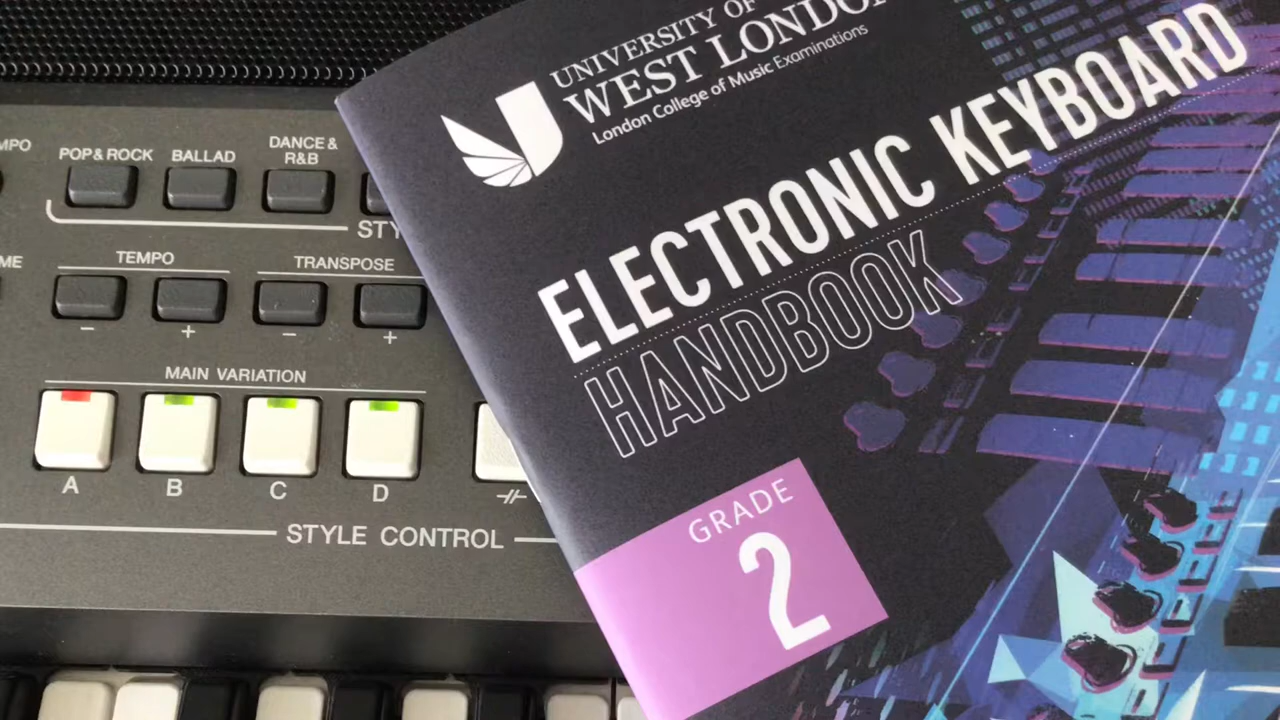 UNIVERSITY OF
WEST LONDON
London College of Music Examinations
ELECTRONIC KEYBOARD
HANDBOOK
GRADE
2
MPO
POP & ROCK
BALLAD
DANCE &
R&B
STY
ME
TEMPO
TRANSPOSE
− + − +
MAIN VARIATION
A B C D
STYLE CONTROL